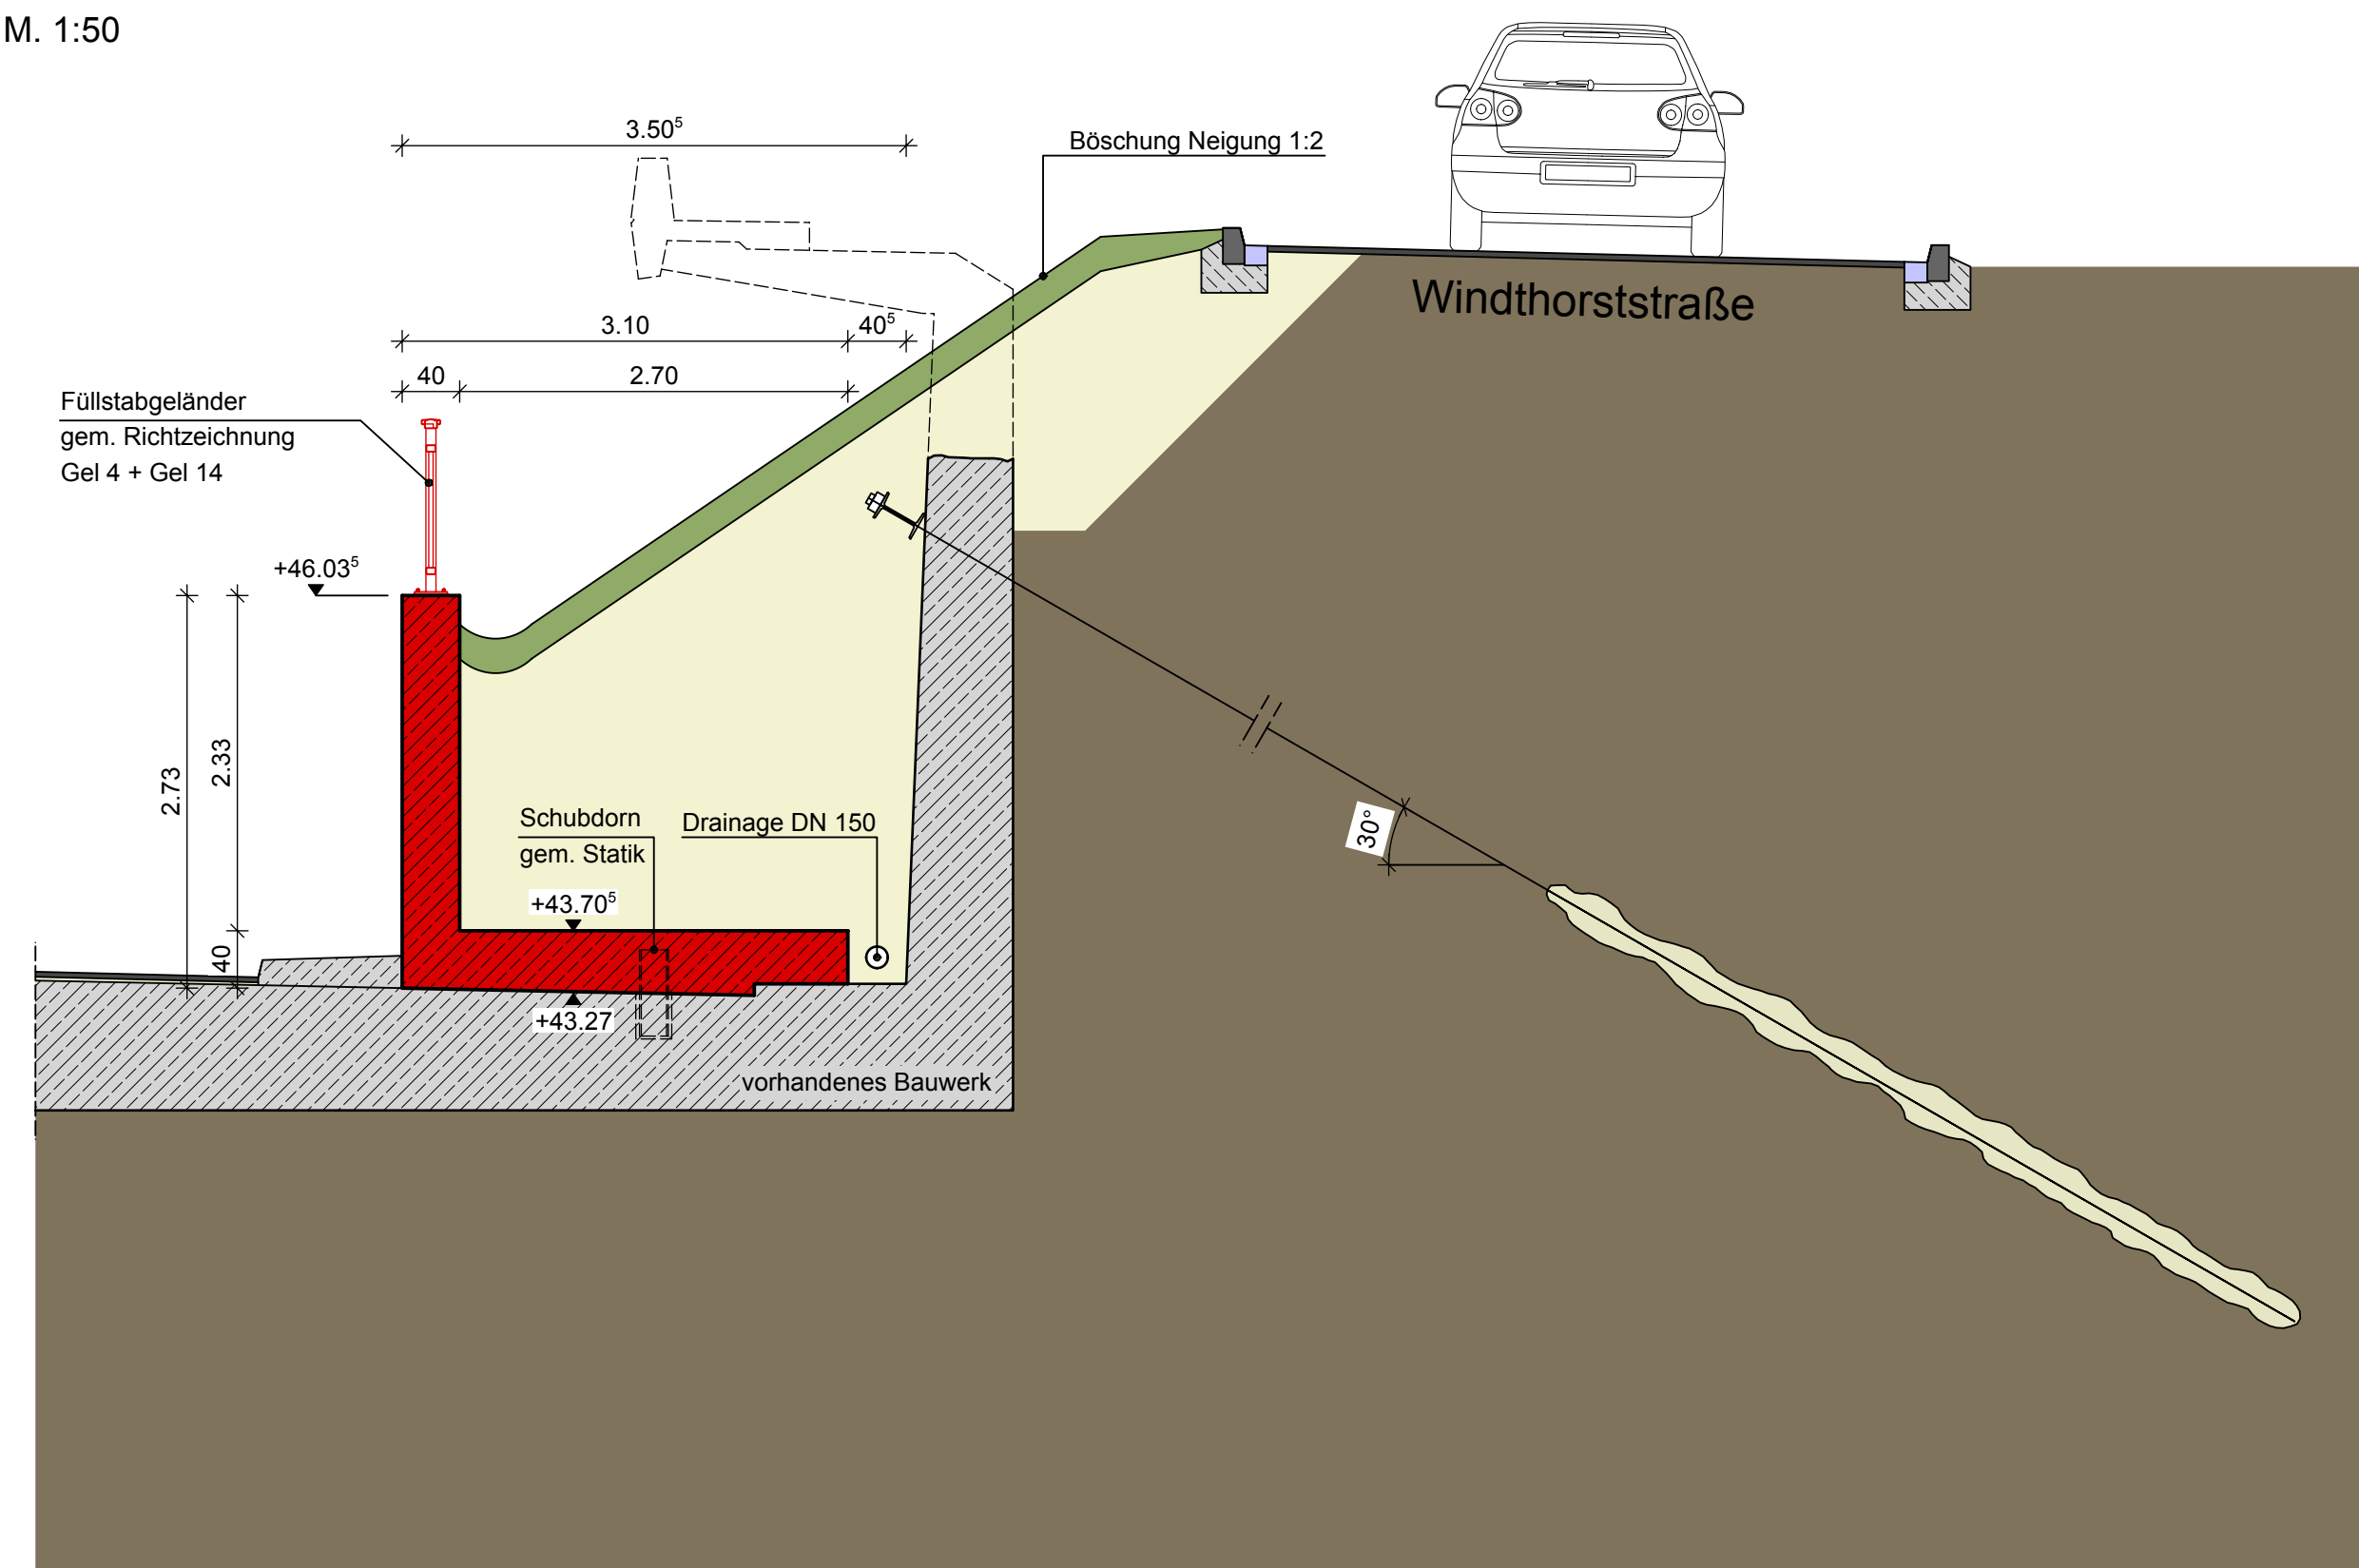 M. 1:50
3.50⁵
Böschung Neigung 1:2
Windthorststraße
3.10
40⁵
40
2.70
Füllstabgeländer
gem. Richtzeichnung
Gel 4 + Gel 14
+46.03⁵
2.73
2.33
40
Schubdorn
gem. Statik
Drainage DN 150
+43.70⁵
+43.27
30°
vorhandenes Bauwerk